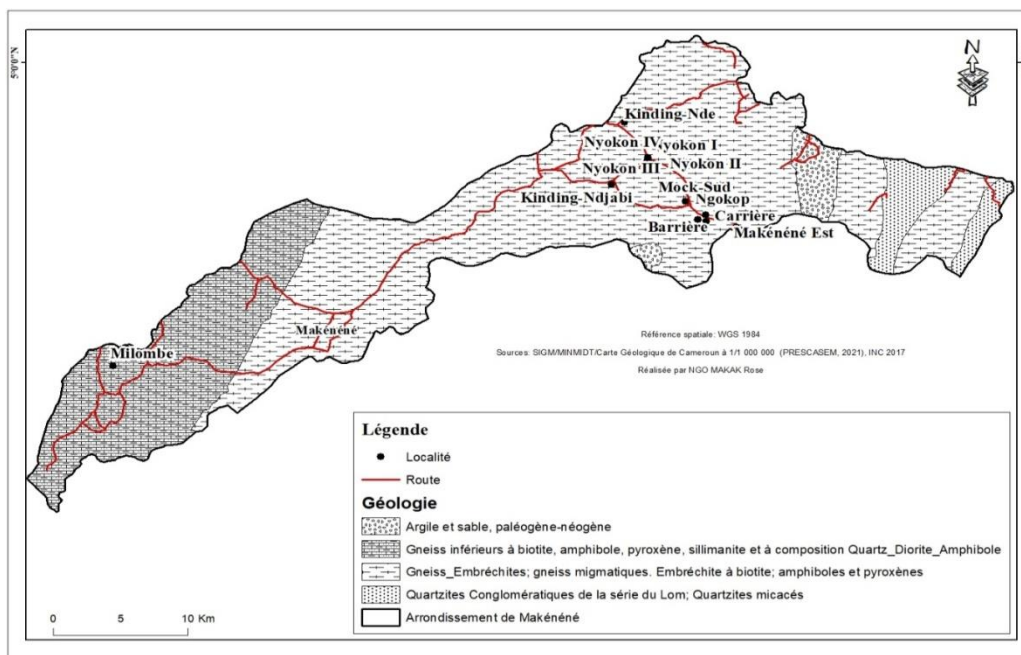 5°0'0"N
N
Kinding-Nde
Nyokon IV
yokon I
Nyokon II
Nyokon III
Kinding-Ndjabi
Mock-Sud
Ngokop
Carrière
Barrière
Makénéné Est
Makénéné
Milombe
Référence spatiale: WGS 1984
Sources: SIGM/MINMIDT/Carte Géologique de Cameroun à 1/1 000 000 (PRESCASEM, 2021), INC 2017
Réalisée par NGO MAKAK Rose
Légende
Localité
Route
Géologie
Argile et sable, paléogène-néogène
Gneiss inférieurs à biotite, amphibole, pyroxène, sillimanite et à composition Quartz_Diorite_Amphibole
Gneiss_Embréchites; gneiss migmatiques. Embréchite à biotite; amphiboles et pyroxènes
Quartzites Conglomératiques de la série du Lom; Quartzites micacés
Arrondissement de Makénéné
0 5 10 Km